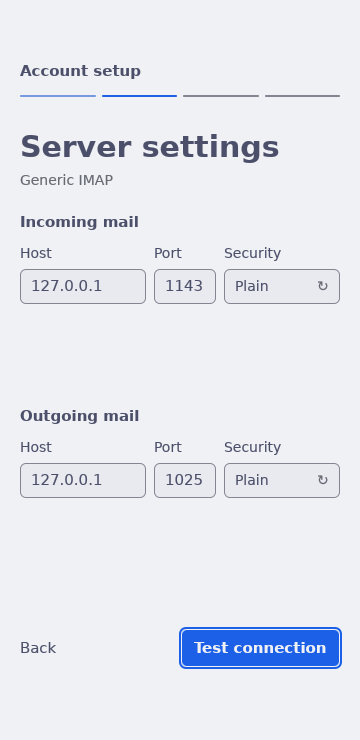 Account setup
Server settings
Generic IMAP
Incoming mail
Host Port Security
127.0.0.1 1143 Plain ↻
Outgoing mail
Host Port Security
127.0.0.1 1025 Plain ↻
Back Test connection